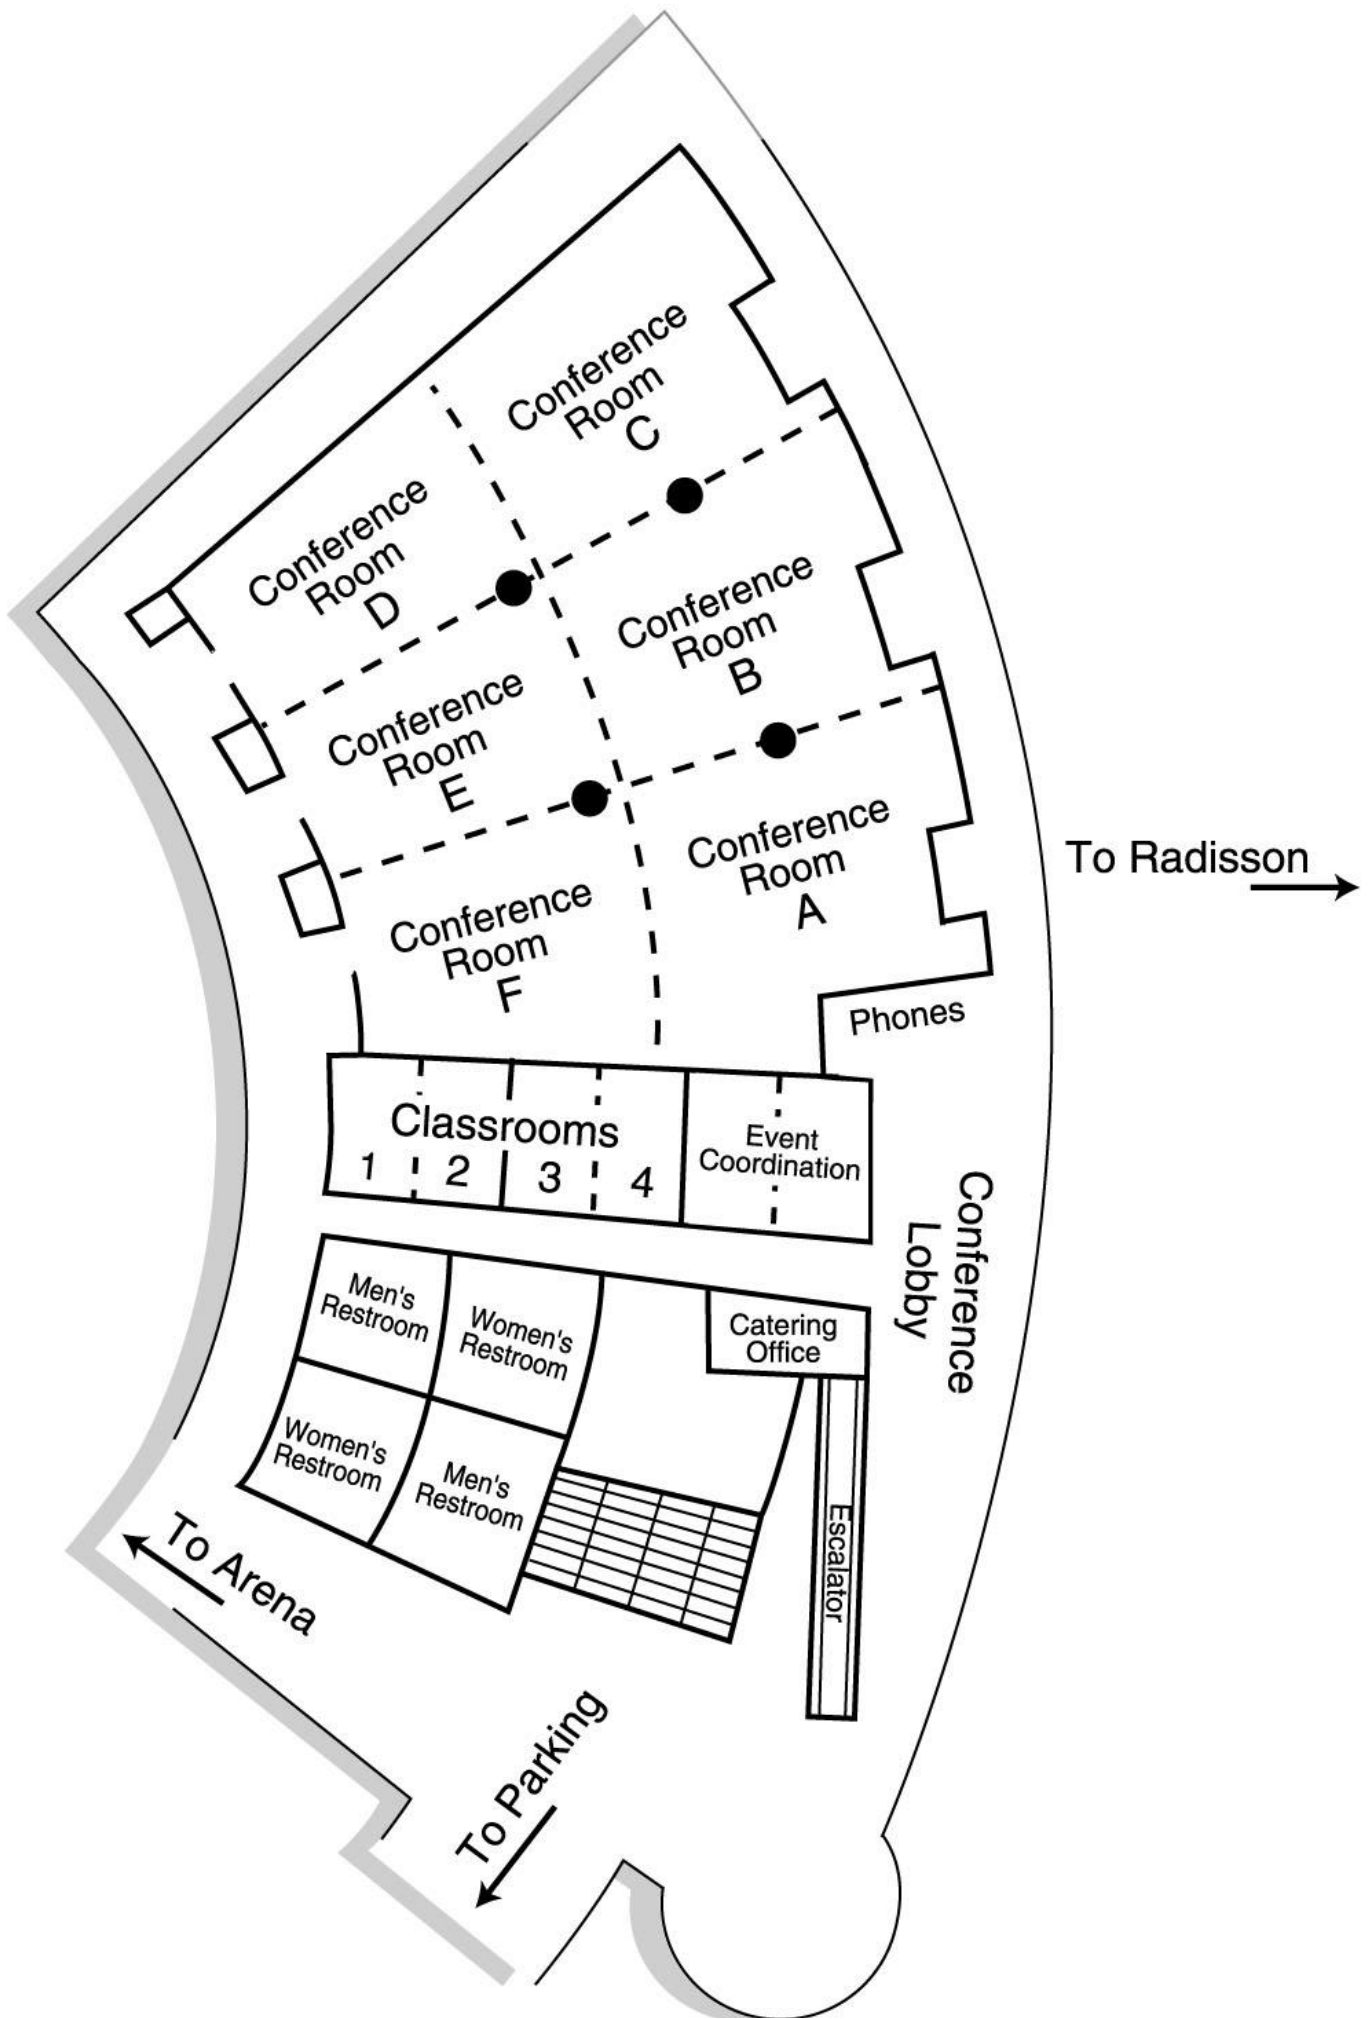 Conference
Room
C
Conference
Room
D
Conference
Room
B
Conference
Room
E
Conference
Room
A
To Radisson
Conference
Room
F
Phones
Classrooms
1
2
3
4
Event
Coordination
Conference
Lobby
Men's
Restroom
Women's
Restroom
Catering
Office
Women's
Restroom
Men's
Restroom
Escalator
To Arena
To Parking